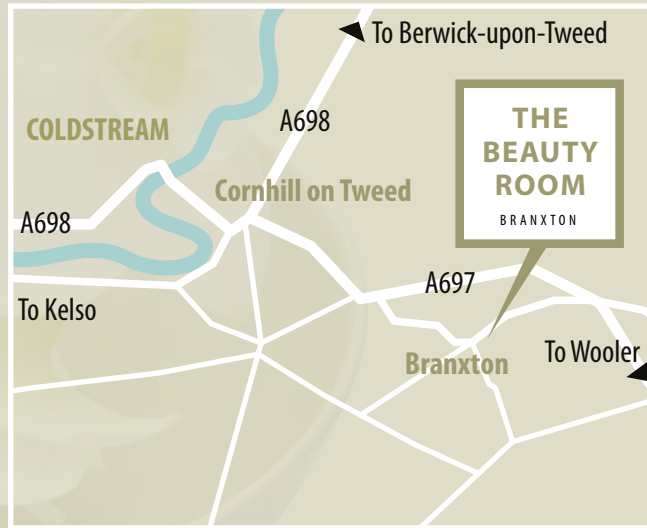 To Berwick-upon-Tweed
COLDSTREAM
A698
THE
BEAUTY
ROOM
BRANXTON
Cornhill on Tweed
A698
A697
To Kelso
Branxton
To Wooler